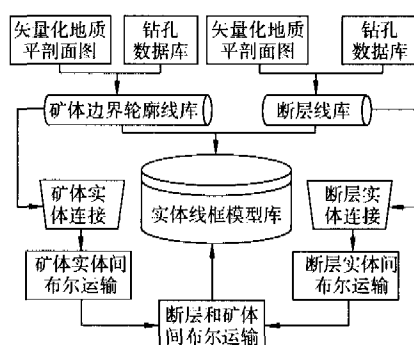 矢量化地质
平剖面图
钻孔
数据库
矢量化地质
平剖面图
钻孔
数据库
矿体边界轮廓线库
断层线库
矿体实
体连接
实体线框模型库
断层实
体连接
矿体实体间
布尔运输
断层实体间
布尔运输
断层和矿体
间布尔运输